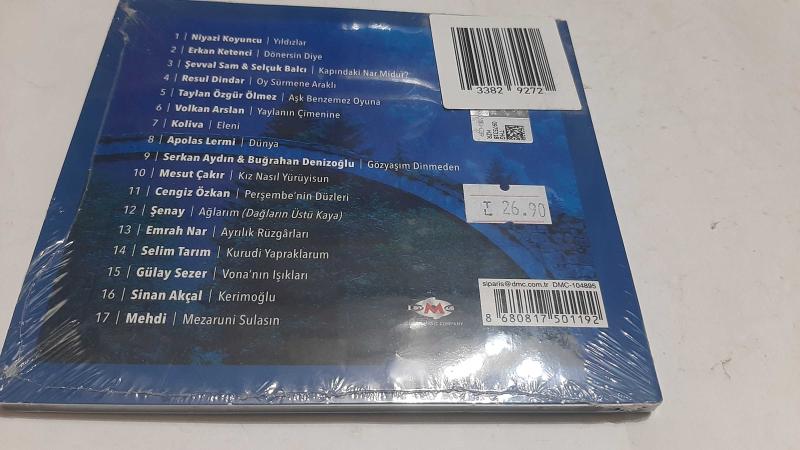 1 | Niyazi Koyuncu | Yıldızlar
2 | Erkan Ketenci | Dönersin Diye
3 | Şevval Sam & Selçuk Balcı | Kapındaki Nar Mıdur?
4 | Resul Dindar | Oy Sürmene Araklı
5 | Taylan Özgür Ölmez | Aşk Benzemez Oyuna
6 | Volkan Arslan | Yaylanın Çimenine
7 | Koliva | Eleni
8 | Apolas Lermi | Dünya
9 | Serkan Aydın & Buğrahan Denizoğlu | Gözyaşım Dinmeden
10 | Mesut Çakır | Kız Nasıl Yürüyisun
11 | Cengiz Özkan | Perşembe'nin Düzleri
12 | Şenay | Ağlarım (Dağların Üstü Kaya)
13 | Emrah Nar | Ayrılık Rüzgârları
14 | Selim Tarım | Kurudi Yapraklarum
15 | Gülay Sezer | Vona'nın Işıkları
16 | Sinan Akçal | Kerimoğlu
17 | Mehdi | Mezaruni Sulasın
3382 9272
26.90
siparis@dmc.com.tr DMC-104895
8 680817 501192
DMC
MUSIC COMPANY